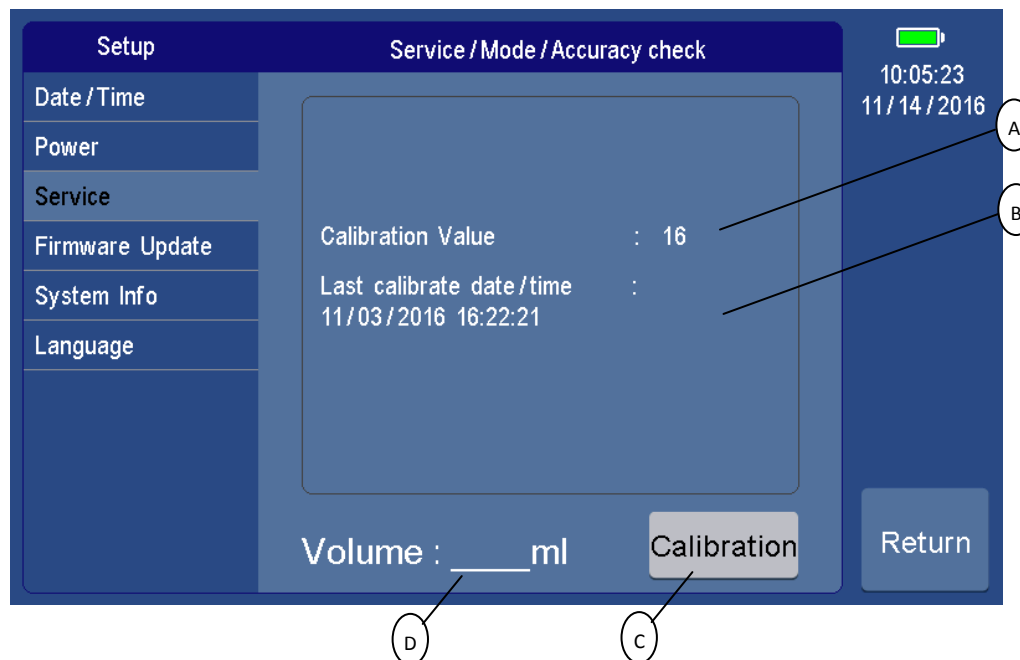 Setup
Service / Mode / Accuracy check
10:05:23
11 / 14 / 2016
Date / Time
Power
Service
Firmware Update
System Info
Language
Calibration Value : 16
Last calibrate date / time :
11 / 03 / 2016 16:22:21
Volume : _____ml
Calibration
Return
A
B
C
D